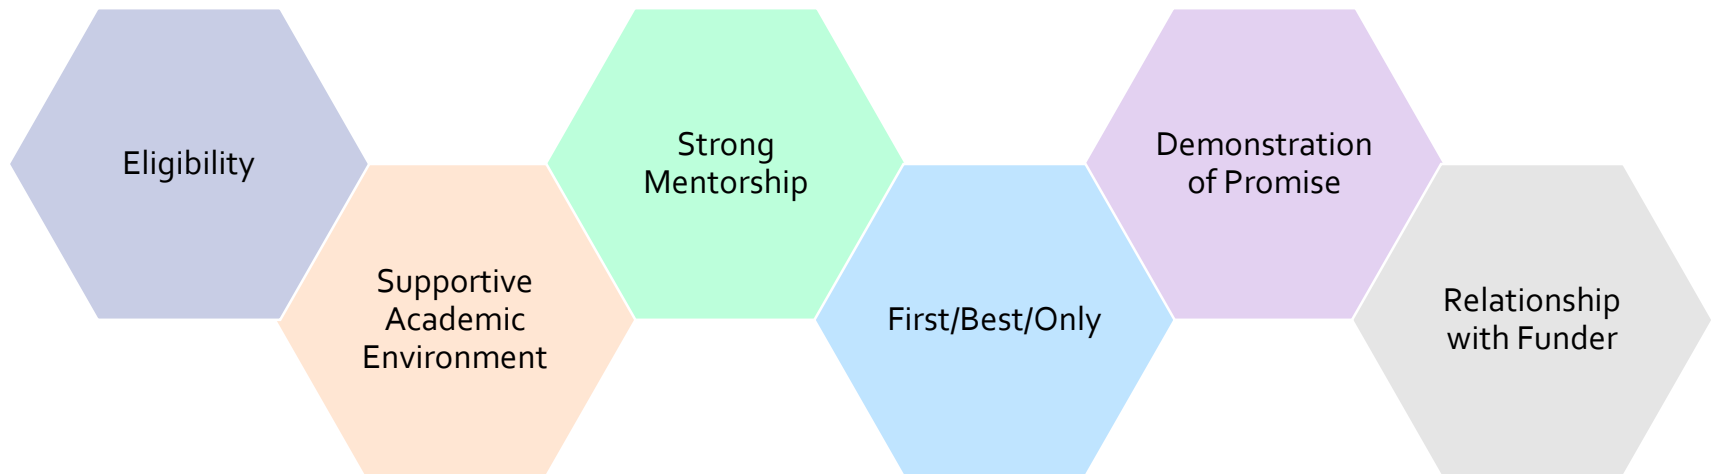 Eligibility
Supportive
Academic
Environment
Strong
Mentorship
First/Best/Only
Demonstration
of Promise
Relationship
with Funder